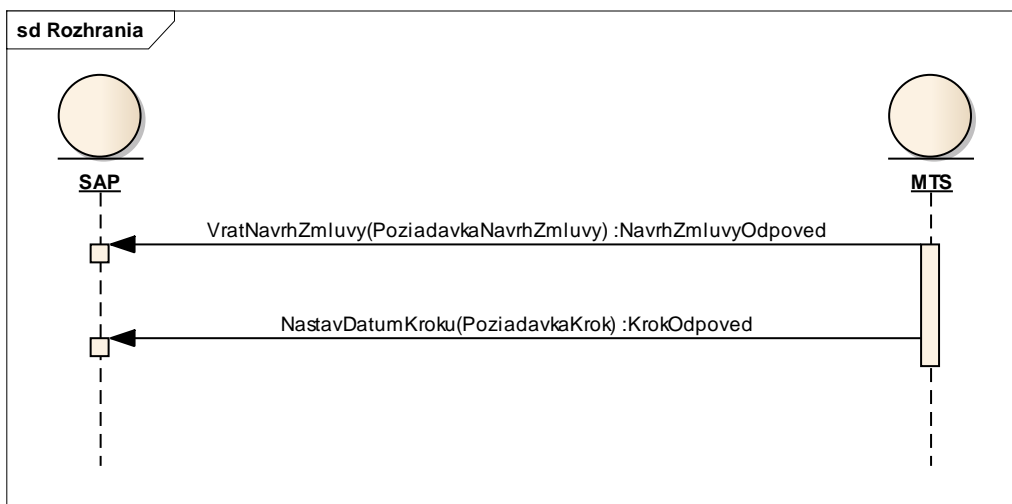 sd Rozhrania
SAP
MTS
VratNavrhZmluvy(PoziadavkaNavrhZmluvy) :NavrhZmluvyOdpoved
NastavDatumKroku(PoziadavkaKrok) :KrokOdpoved